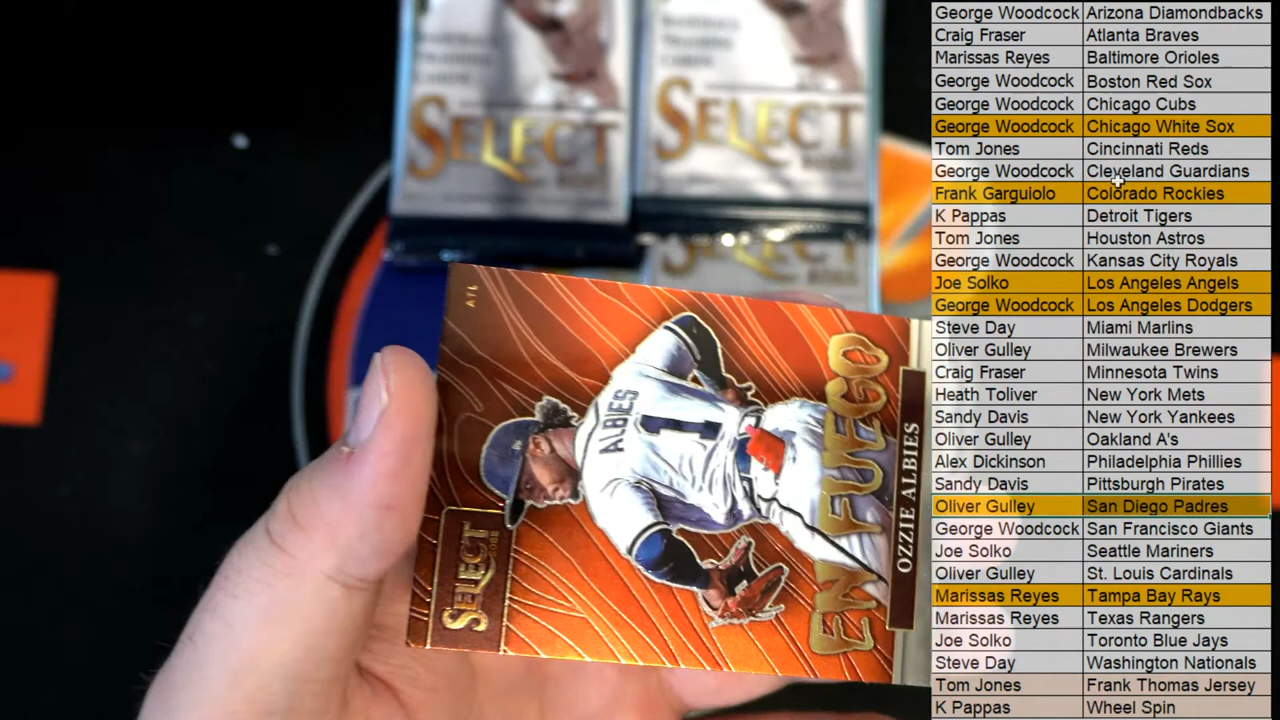 SELECT
SELECT
SELECT
ATL
ALBIES
1
EN FUEGO
OZZIE ALBIES
SELECT
2022
George Woodcock Arizona Diamondbacks
Craig Fraser Atlanta Braves
Marissas Reyes Baltimore Orioles
George Woodcock Boston Red Sox
George Woodcock Chicago Cubs
George Woodcock Chicago White Sox
Tom Jones Cincinnati Reds
George Woodcock Cleveland Guardians
Frank Garguiolo Colorado Rockies
K Pappas Detroit Tigers
Tom Jones Houston Astros
George Woodcock Kansas City Royals
Joe Solko Los Angeles Angels
George Woodcock Los Angeles Dodgers
Steve Day Miami Marlins
Oliver Gulley Milwaukee Brewers
Craig Fraser Minnesota Twins
Heath Toliver New York Mets
Sandy Davis New York Yankees
Oliver Gulley Oakland A's
Alex Dickinson Philadelphia Phillies
Sandy Davis Pittsburgh Pirates
Oliver Gulley San Diego Padres
George Woodcock San Francisco Giants
Joe Solko Seattle Mariners
Oliver Gulley St. Louis Cardinals
Marissas Reyes Tampa Bay Rays
Marissas Reyes Texas Rangers
Joe Solko Toronto Blue Jays
Steve Day Washington Nationals
Tom Jones Frank Thomas Jersey
K Pappas Wheel Spin